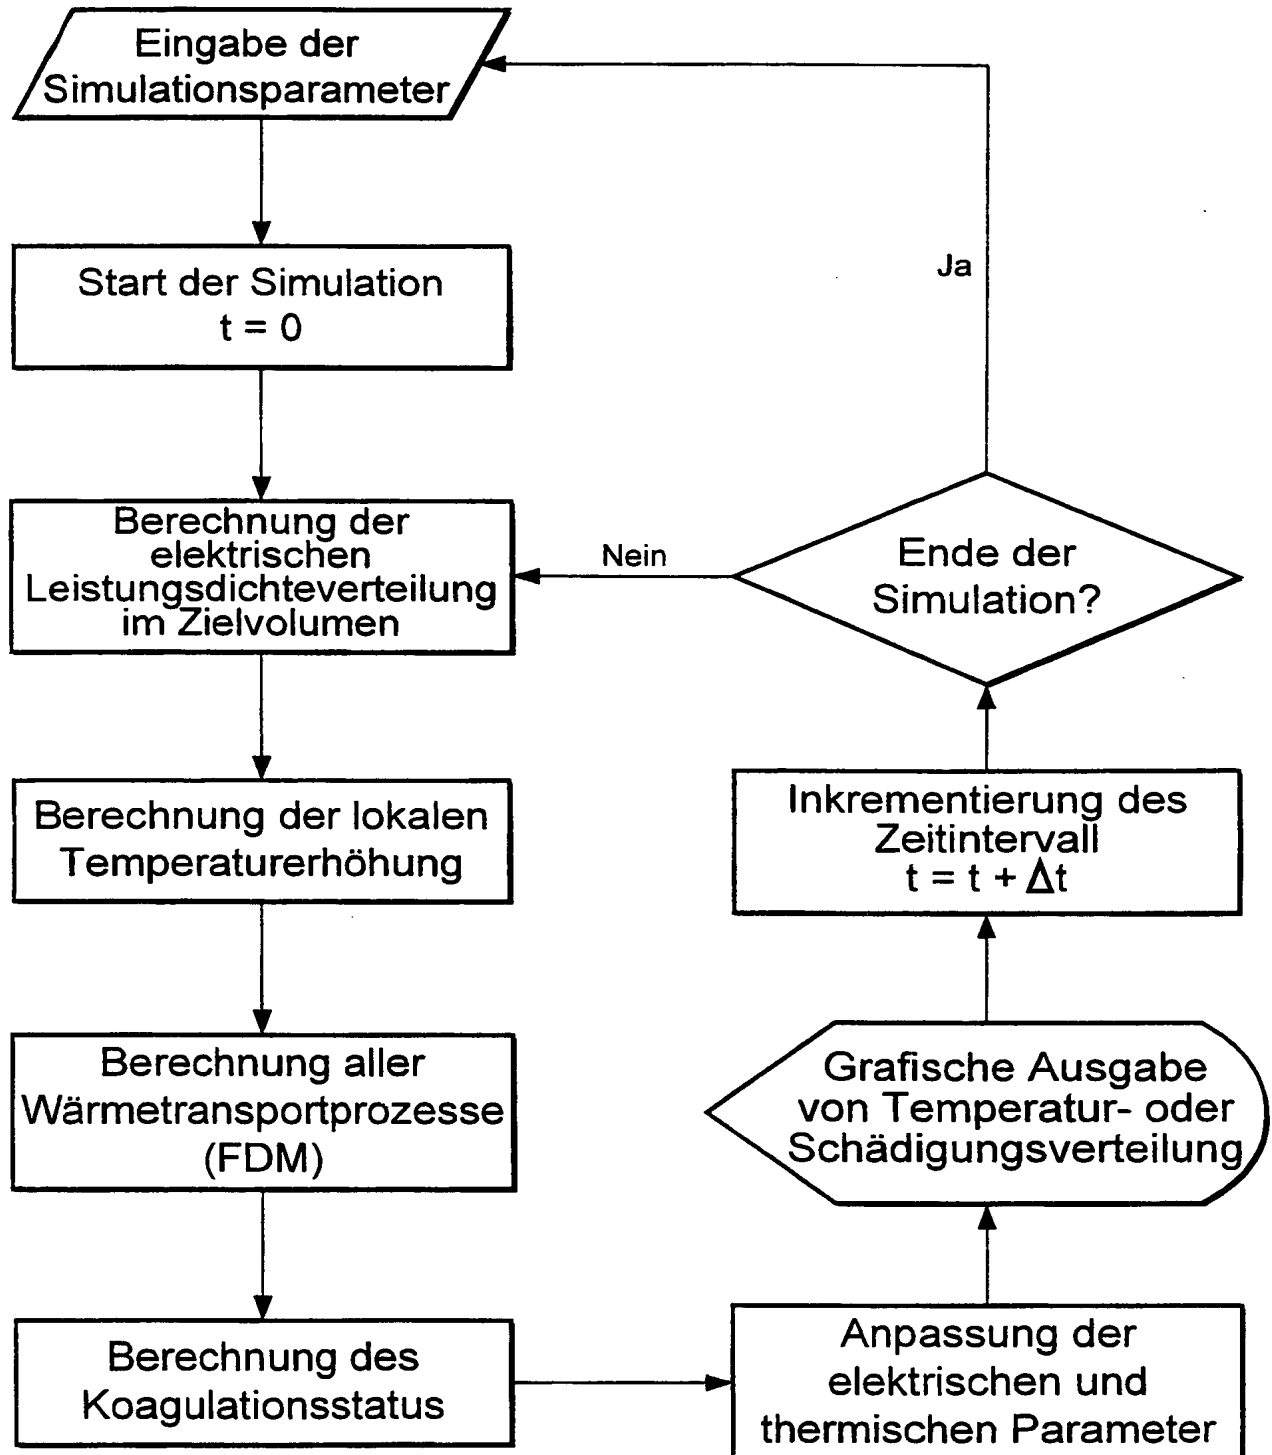 Eingabe der
Simulationsparameter
Start der Simulation
t = 0
Berechnung der
elektrischen
Leistungsdichteverteilung
im Zielvolumen
Berechnung der lokalen
Temperaturerhöhung
Berechnung aller
Wärmetransportprozesse
(FDM)
Berechnung des
Koagulationsstatus
Anpassung der
elektrischen und
thermischen Parameter
Grafische Ausgabe
von Temperatur- oder
Schädigungsverteilung
Inkrementierung des
Zeitintervall
t = t + Δt
Ende der
Simulation?
Nein
Ja